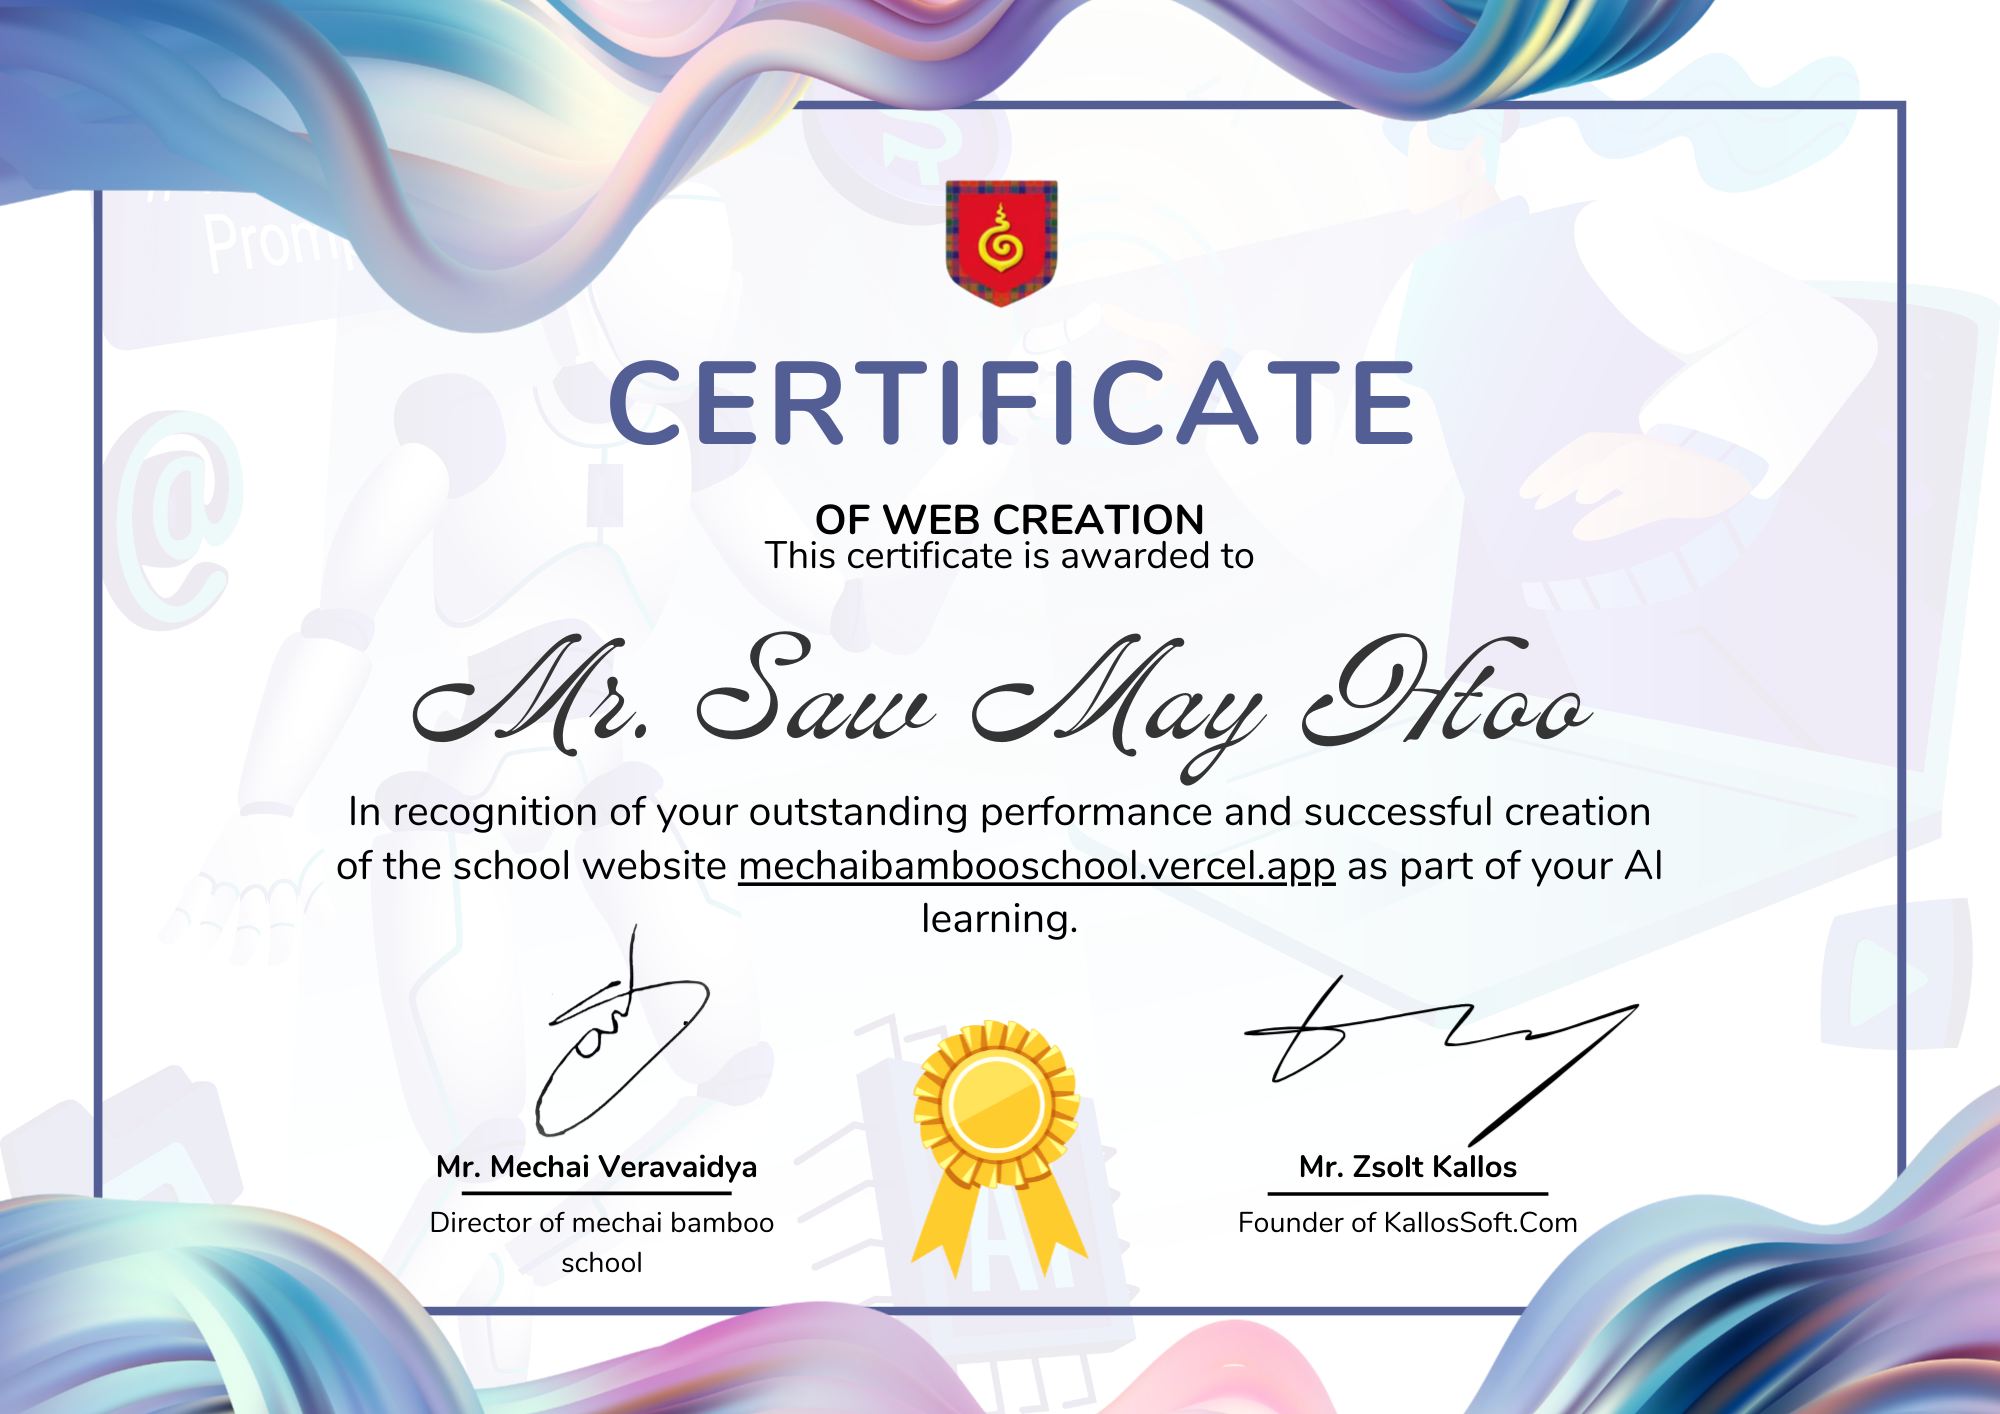 CERTIFICATE
OF WEB CREATION
This certificate is awarded to
Mr. Saw May Htoo
In recognition of your outstanding performance and successful creation
of the school website mechaibambooschool.vercel.app as part of your AI
learning.
Mr. Mechai Veravaidya
Director of mechai bamboo
school
Mr. Zsolt Kallos
Founder of KallosSoft.Com
@
AI